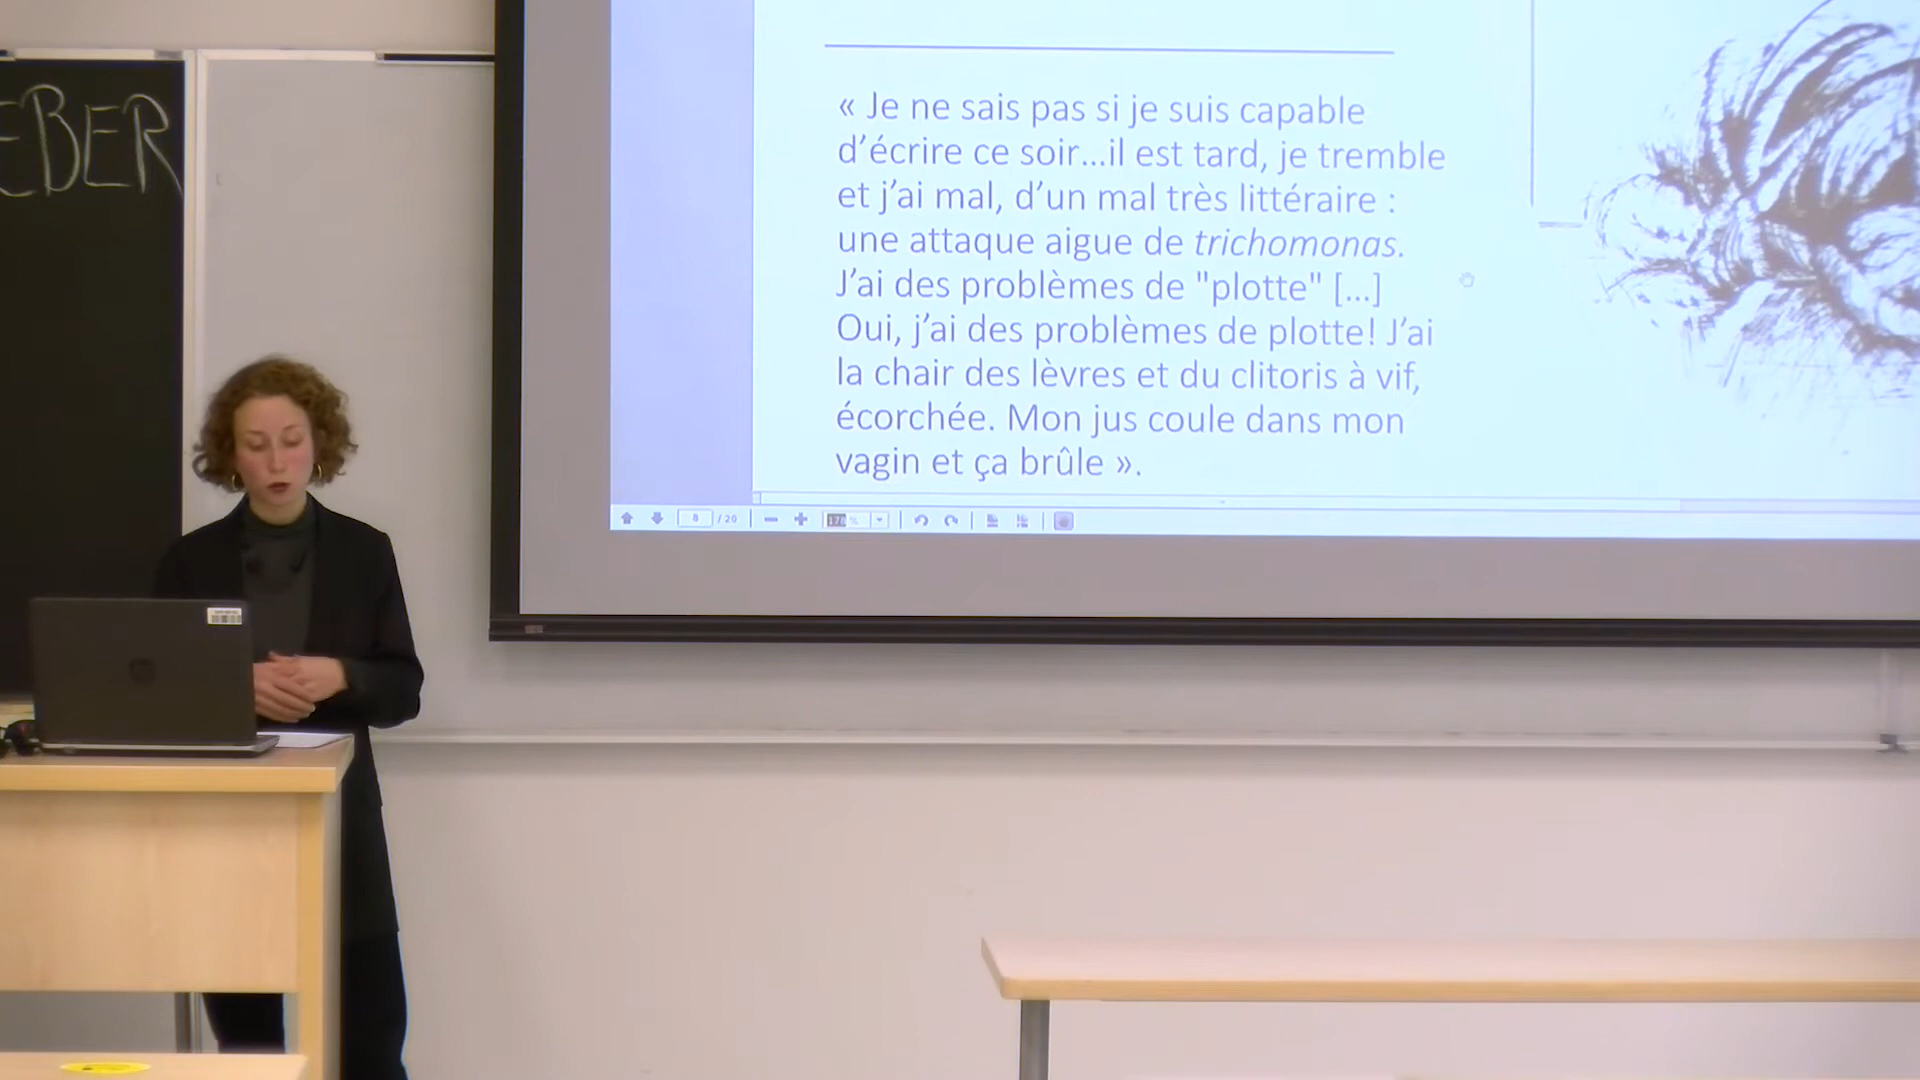 EBER
« Je ne sais pas si je suis capable
d’écrire ce soir...il est tard, je tremble
et j’ai mal, d’un mal très littéraire :
une attaque aigue de trichomonas.
J’ai des problèmes de "plotte" [...]
Oui, j’ai des problèmes de plotte! J’ai
la chair des lèvres et du clitoris à vif,
écorchée. Mon jus coule dans mon
vagin et ça brûle ».
8 / 20
178 %